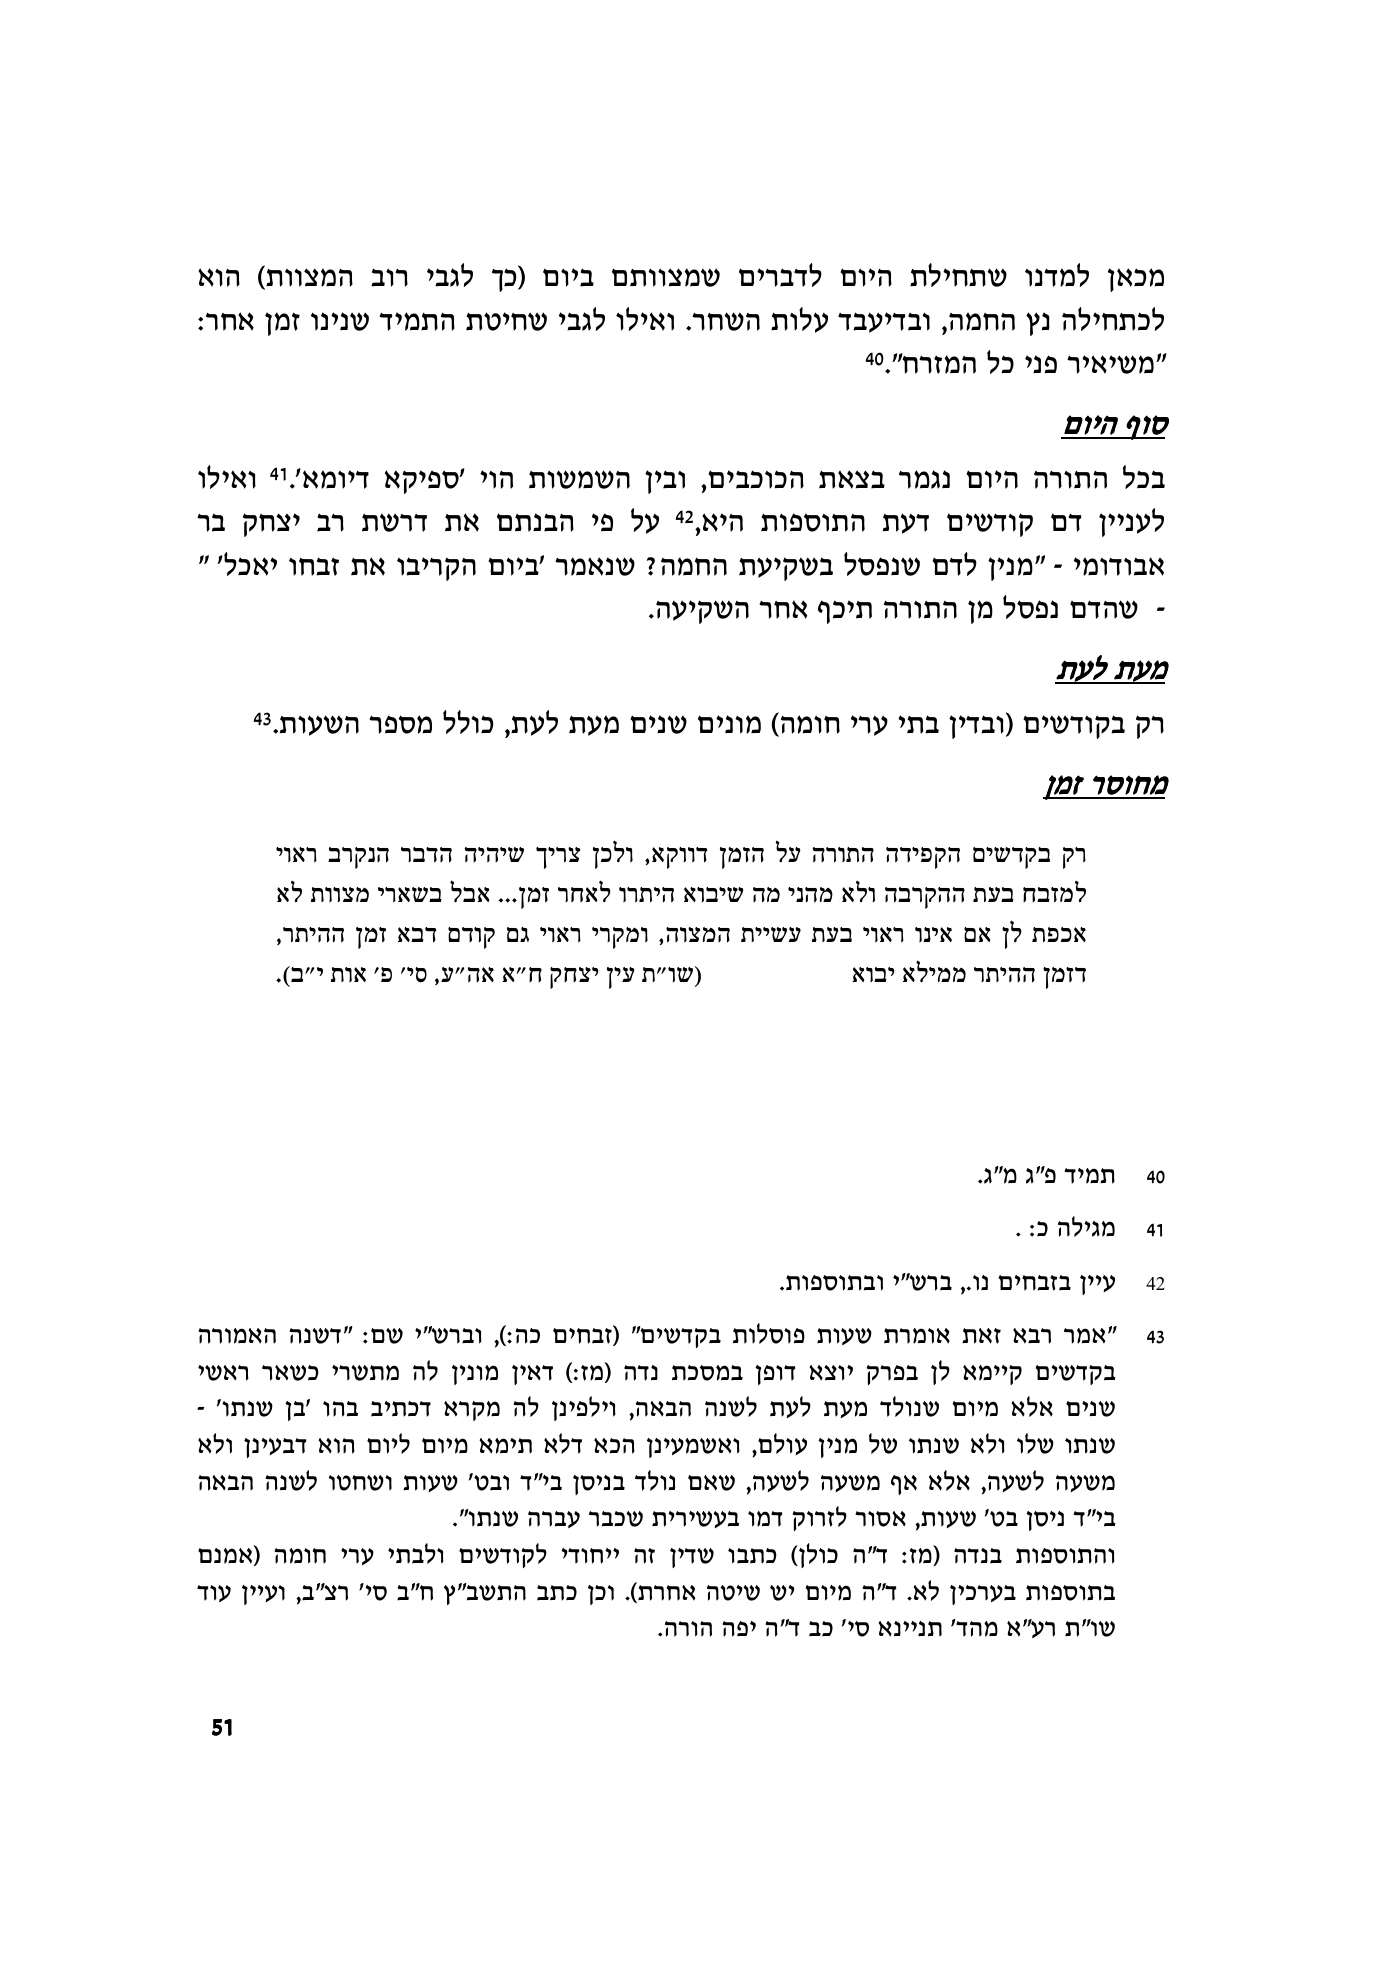 מכאן למדנו שתחילת היום לדברים שמצוותם ביום (כך לגבי רוב המצוות) הוא
לכתחילה נץ החמה, ובדיעבד עלות השחר. ואילו לגבי שחיטת התמיד שנינו זמן אחר:
"משיאיר פני כל המזרח".40
סוף היום
בכל התורה היום נגמר בצאת הכוכבים, ובין השמשות הוי 'ספיקא דיומא'.41 ואילו
לעניין דם קודשים דעת התוספות היא,42 על פי הבנתם את דרשת רב יצחק בר
אבודומי - "מנין לדם שנפסל בשקיעת החמה? שנאמר 'ביום הקריבו את זבחו יאכל' "
- שהדם נפסל מן התורה תיכף אחר השקיעה.
מעת לעת
רק בקודשים (ובדין בתי ערי חומה) מונים שנים מעת לעת, כולל מספר השעות.43
מחוסר זמן
רק בקדשים הקפידה התורה על הזמן דווקא, ולכן צריך שיהיה הדבר הנקרב ראוי
למזבח בעת ההקרבה ולא מהני מה שיבוא היתרו לאחר זמן... אבל בשארי מצוות לא
אכפת לן אם אינו ראוי בעת עשיית המצוה, ומקרי ראוי גם קודם דבא זמן ההיתר,
דזמן ההיתר ממילא יבוא (שו״ת עין יצחק ח״א אה״ע, סי׳ פ׳ אות י״ב).
40 תמיד פ"ג מ"ג.
41 מגילה כ: .
42 עיין בזבחים נו., ברש"י ובתוספות.
43 "אמר רבא זאת אומרת שעות פוסלות בקדשים" (זבחים כה:), וברש"י שם: "דשנה האמורה
בקדשים קיימא לן בפרק יוצא דופן במסכת נדה (מז:) דאין מונין לה מתשרי כשאר ראשי
שנים אלא מיום שנולד מעת לעת לשנה הבאה, וילפינן לה מקרא דכתיב בהו 'בן שנתו' -
שנתו שלו ולא שנתו של מנין עולם, ואשמעינן הכא דלא תימא מיום ליום הוא דבעינן ולא
משעה לשעה, אלא אף משעה לשעה, שאם נולד בניסן בי"ד ובט' שעות ושחטו לשנה הבאה
בי"ד ניסן בט' שעות, אסור לזרוק דמו בעשירית שכבר עברה שנתו".
והתוספות בנדה (מז: ד"ה כולן) כתבו שדין זה ייחודי לקודשים ולבתי ערי חומה (אמנם
בתוספות בערכין לא. ד"ה מיום יש שיטה אחרת). וכן כתב התשב"ץ ח"ב סי' רצ"ב, ועיין עוד
שו"ת רע"א מהד' תניינא סי' כב ד"ה יפה הורה.
51